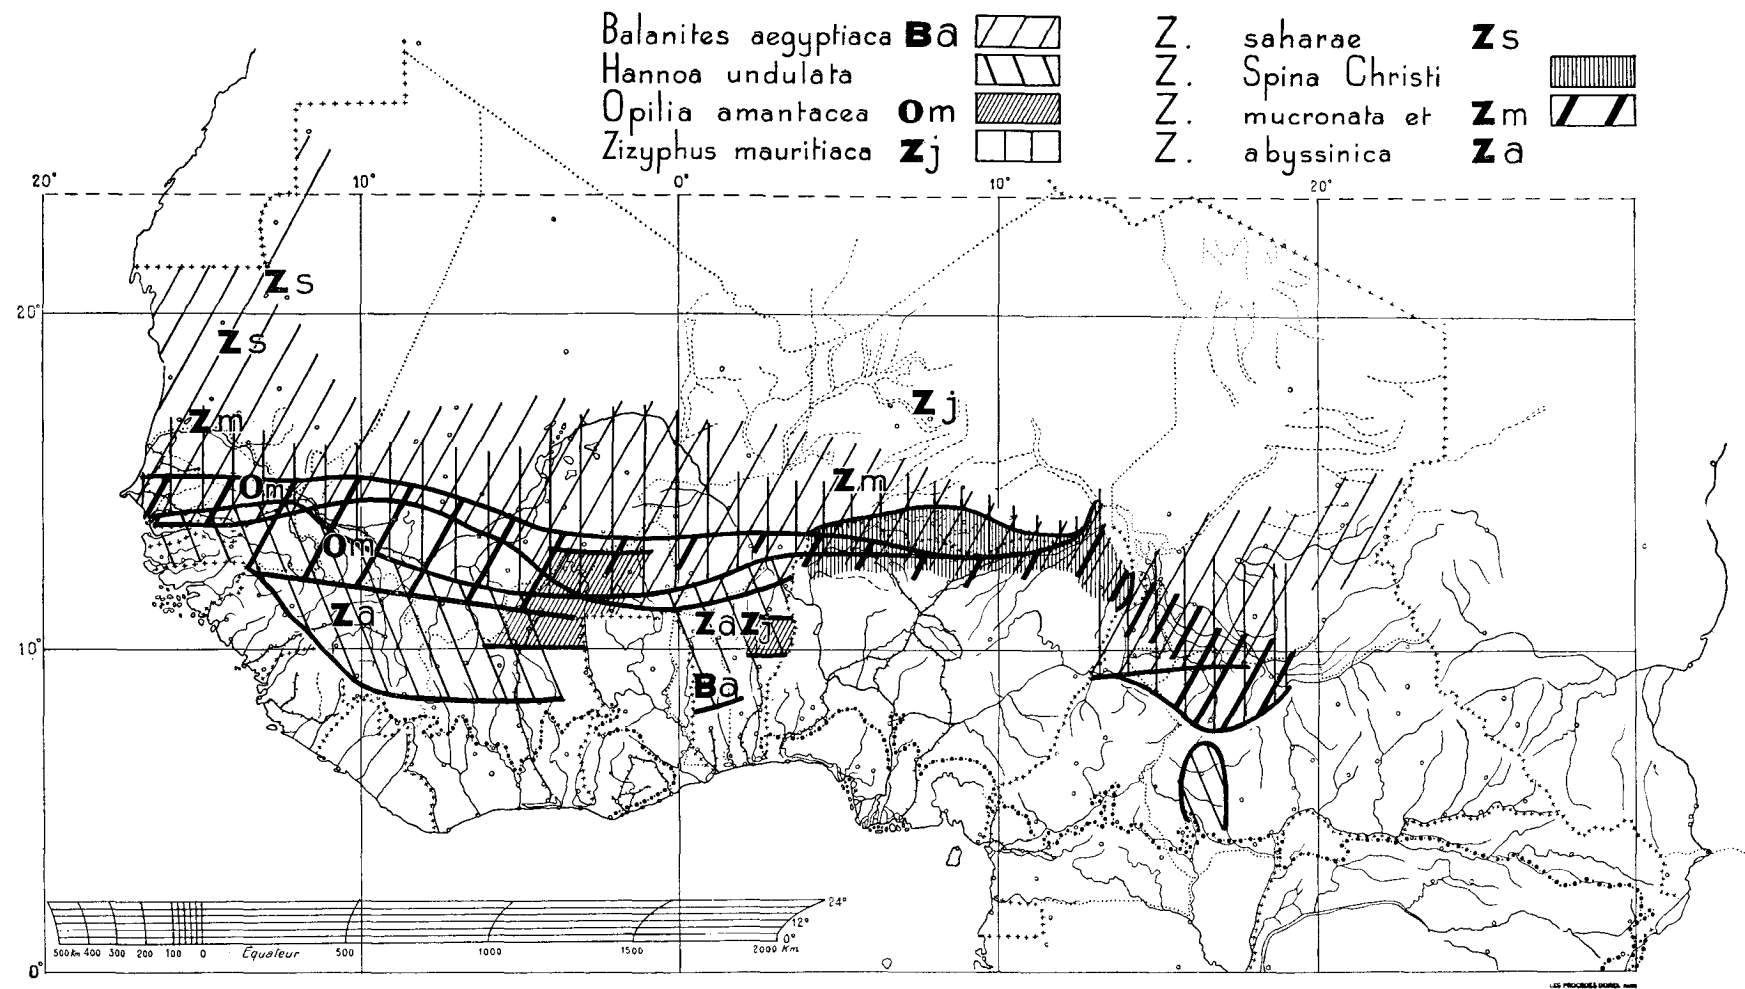 Balanites aegyptiaca Ba
Hannoa undulata
Opilia amantacea Om
Zizyphus mauritiaca Zj
Z. saharae Zs
Z. Spina Christi
Z. mucronata et Zm
Z. abyssinica Za
20° 10° 0° 10° 20°
Zs
20°
Zs
Zj
Zm
Zm
Om
Om
Za
Za Zj
10°
Ba
24°
12°
0°
500 km 400 300 200 100 0 Equateur 500 1000 1500 2000 Km
0°